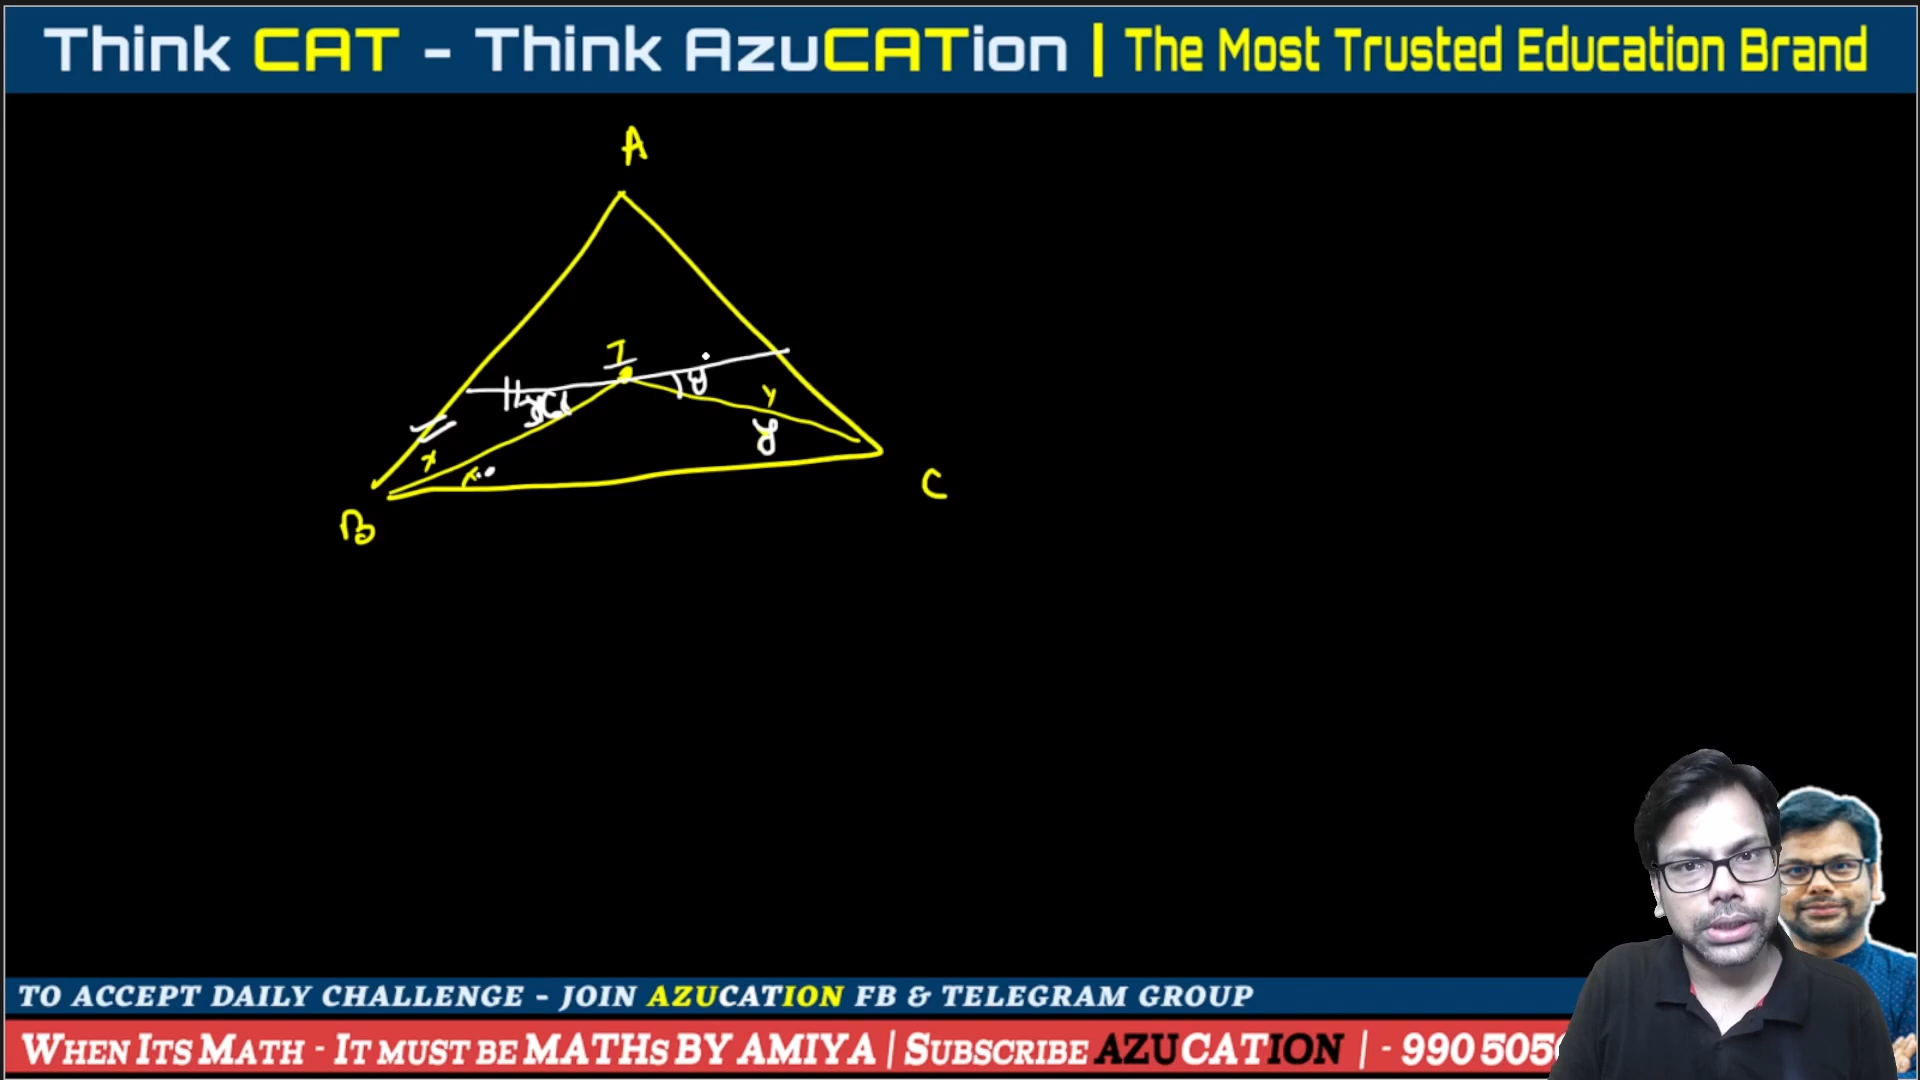 Think CAT - Think AzuCATion | The Most Trusted Education Brand
A
I
y
y
y
x
x
B
C
TO ACCEPT DAILY CHALLENGE - JOIN AZUCATION FB & TELEGRAM GROUP
WHEN ITS MATH - IT MUST BE MATHS BY AMIYA | SUBSCRIBE AZUCATION | - 990 505